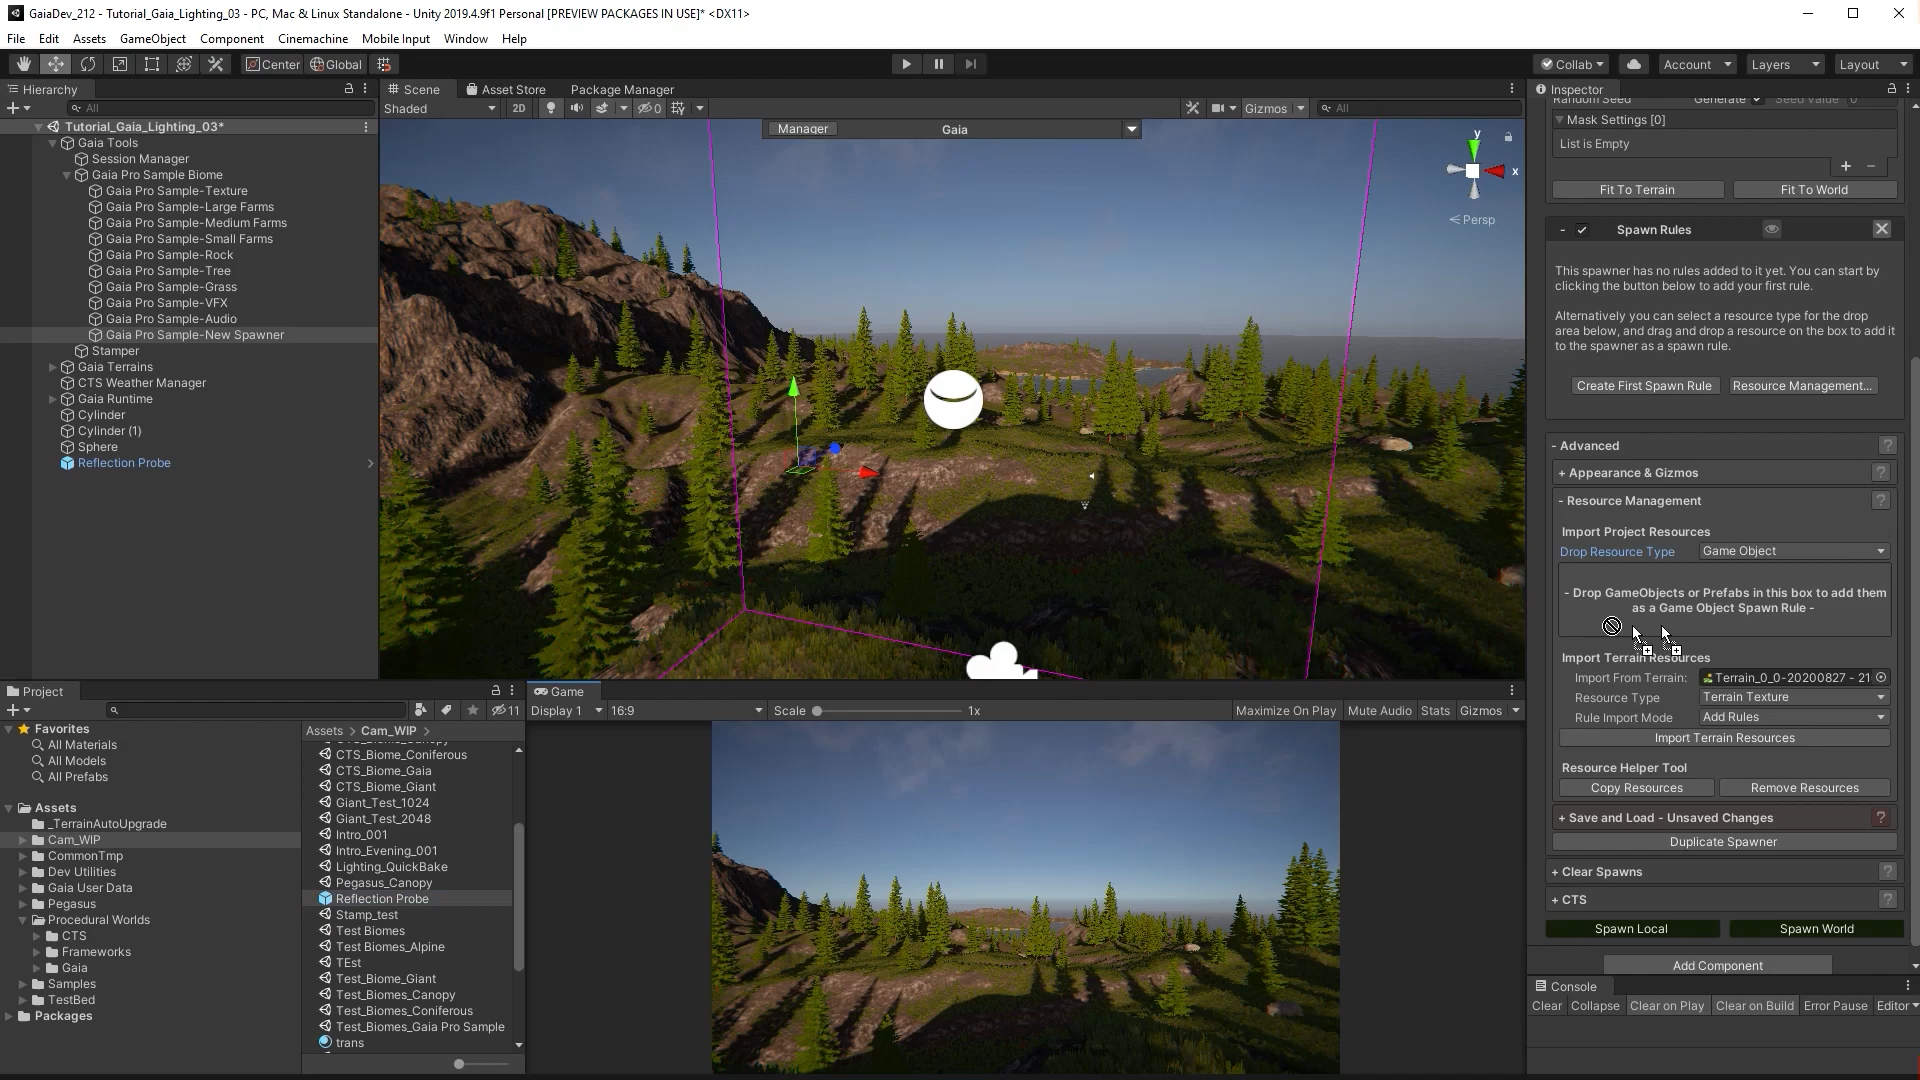 GaiaDev_212 - Tutorial_Gaia_Lighting_03 - PC, Mac & Linux Standalone - Unity 2019.4.9f1 Personal [PREVIEW PACKAGES IN USE]* <DX11>
File Edit Assets GameObject Component Cinemachine Mobile Input Window Help
Center Global Collab Account Layers Layout
Hierarchy
All
Tutorial_Gaia_Lighting_03*
Gaia Tools
Session Manager
Gaia Pro Sample Biome
Gaia Pro Sample-Texture
Gaia Pro Sample-Large Farms
Gaia Pro Sample-Medium Farms
Gaia Pro Sample-Small Farms
Gaia Pro Sample-Rock
Gaia Pro Sample-Tree
Gaia Pro Sample-Grass
Gaia Pro Sample-VFX
Gaia Pro Sample-Audio
Gaia Pro Sample-New Spawner
Stamper
Gaia Terrains
CTS Weather Manager
Gaia Runtime
Cylinder
Cylinder (1)
Sphere
Reflection Probe
Scene Asset Store Package Manager
Shaded 2D 0 Gizmos All
Manager Gaia
y
x
Persp
Inspector
Random Seed Generate Seed Value 0
Mask Settings [0]
List is Empty
+ -
Fit To Terrain Fit To World
- Spawn Rules
This spawner has no rules added to it yet. You can start by
clicking the button below to add your first rule.
Alternatively you can select a resource type for the drop
area below, and drag and drop a resource on the box to add it
to the spawner as a spawn rule.
Create First Spawn Rule Resource Management...
- Advanced ?
+ Appearance & Gizmos ?
- Resource Management ?
Import Project Resources
Drop Resource Type Game Object
- Drop GameObjects or Prefabs in this box to add them
as a Game Object Spawn Rule -
Import Terrain Resources
Import From Terrain: Terrain_0_0-20200827 - 21
Resource Type Terrain Texture
Rule Import Mode Add Rules
Import Terrain Resources
Resource Helper Tool
Copy Resources Remove Resources
+ Save and Load - Unsaved Changes ?
Duplicate Spawner
+ Clear Spawns ?
+ CTS ?
Spawn Local Spawn World
Add Component
Console
Clear Collapse Clear on Play Clear on Build Error Pause Editor
Project
11
Favorites
All Materials
All Models
All Prefabs
Assets
_TerrainAutoUpgrade
Cam_WIP
CommonTmp
Dev Utilities
Gaia User Data
Pegasus
Procedural Worlds
CTS
Frameworks
Gaia
Samples
TestBed
Packages
Assets > Cam_WIP >
CTS_Biome_Canopy
CTS_Biome_Coniferous
CTS_Biome_Gaia
CTS_Biome_Giant
Giant_Test_1024
Giant_Test_2048
Intro_001
Intro_Evening_001
Lighting_QuickBake
Pegasus_Canopy
Reflection Probe
Stamp_test
Test Biomes
Test Biomes_Alpine
TEst
Test_Biome_Giant
Test_Biomes_Canopy
Test_Biomes_Coniferous
Test_Biomes_Gaia Pro Sample
trans
Game
Display 1 16:9 Scale 1x Maximize On Play Mute Audio Stats Gizmos